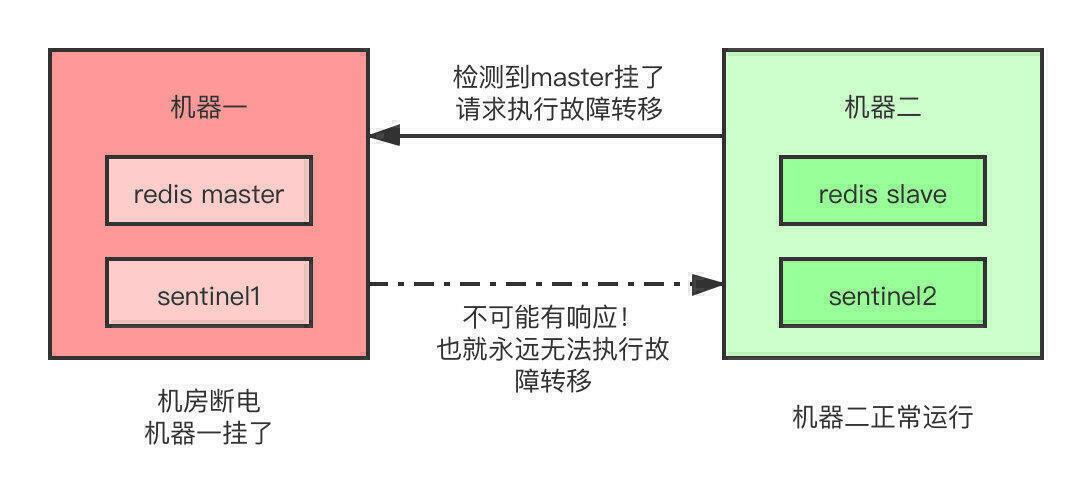 机器一
redis master
sentinel1
机房断电
机器一挂了
检测到master挂了
请求执行故障转移
不可能有响应！
也就永远无法执行故
障转移
机器二
redis slave
sentinel2
机器二正常运行